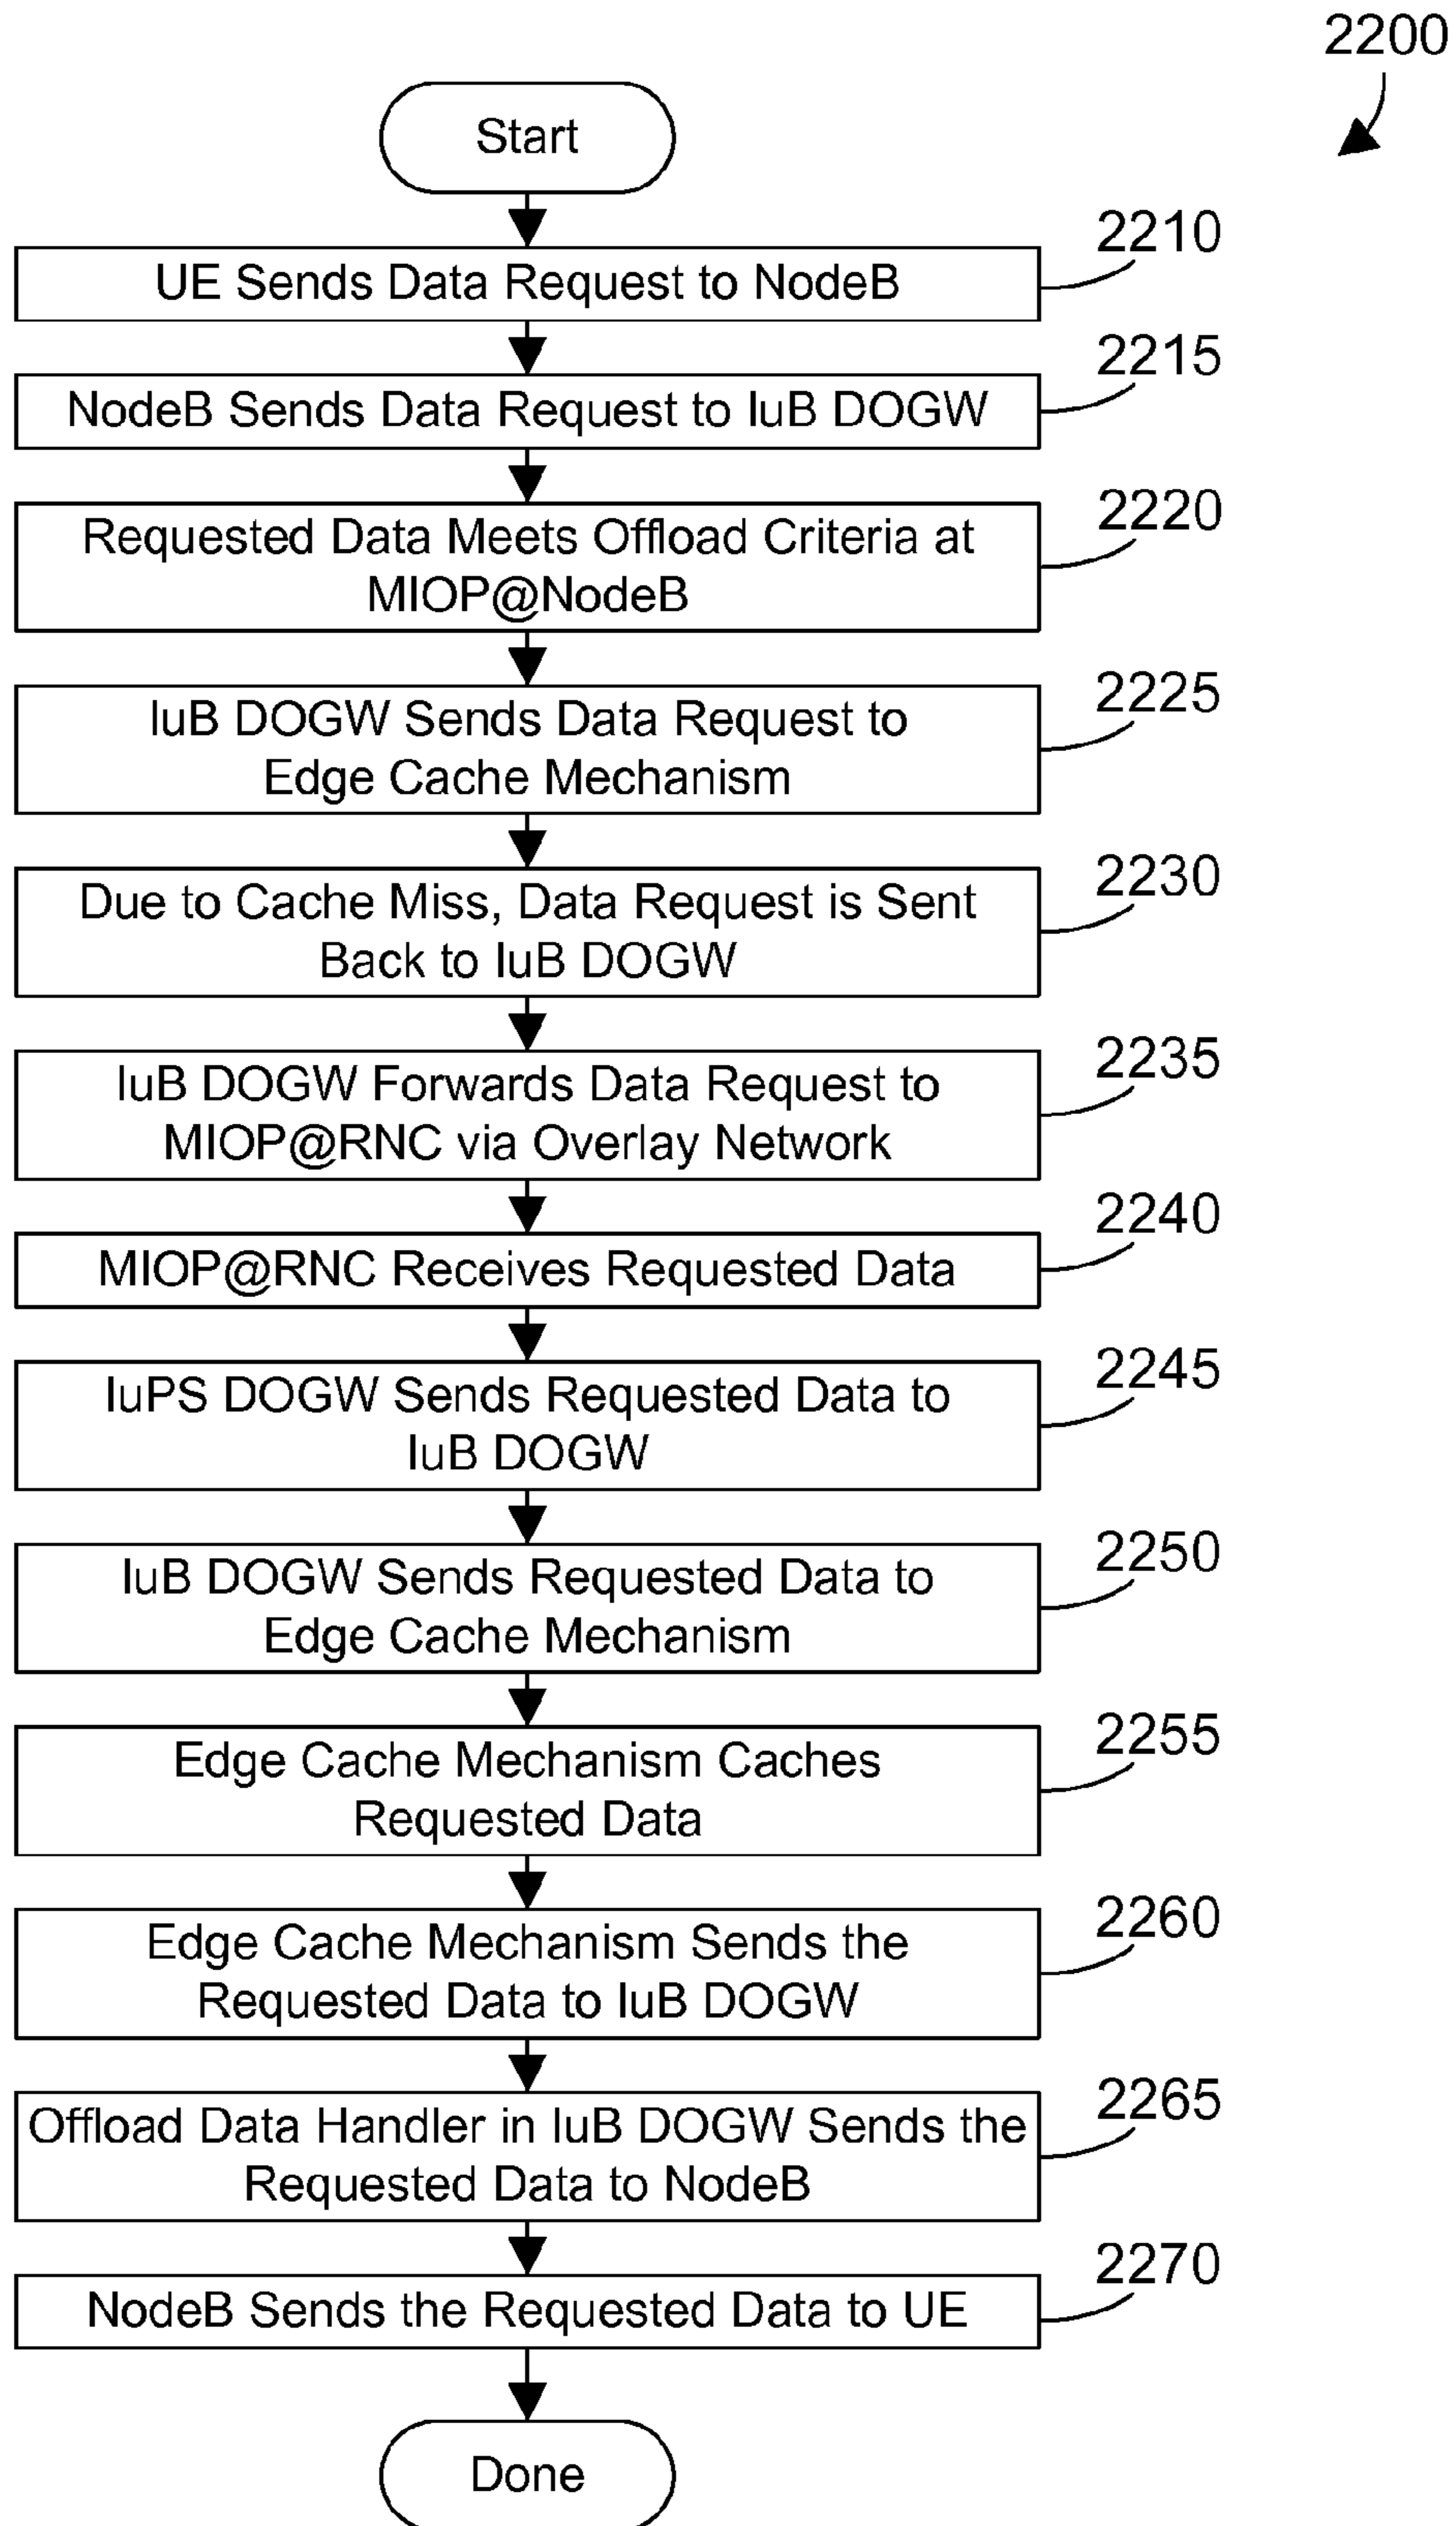 2200
Start
2210
UE Sends Data Request to NodeB
2215
NodeB Sends Data Request to IuB DOGW
2220
Requested Data Meets Offload Criteria at
MIOP@NodeB
2225
IuB DOGW Sends Data Request to
Edge Cache Mechanism
2230
Due to Cache Miss, Data Request is Sent
Back to IuB DOGW
2235
IuB DOGW Forwards Data Request to
MIOP@RNC via Overlay Network
2240
MIOP@RNC Receives Requested Data
2245
IuPS DOGW Sends Requested Data to
IuB DOGW
2250
IuB DOGW Sends Requested Data to
Edge Cache Mechanism
2255
Edge Cache Mechanism Caches
Requested Data
2260
Edge Cache Mechanism Sends the
Requested Data to IuB DOGW
2265
Offload Data Handler in IuB DOGW Sends the
Requested Data to NodeB
2270
NodeB Sends the Requested Data to UE
Done